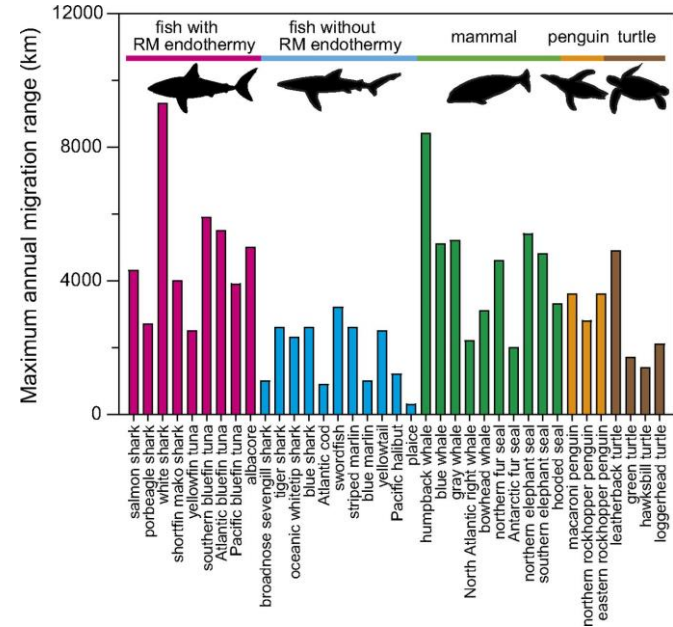 Maximum annual migration range (km)
12000
8000
4000
0
fish with
RM endothermy
fish without
RM endothermy
mammal
penguin
turtle
salmon shark
porbeagle shark
white shark
shortfin mako shark
yellowfin tuna
southern bluefin tuna
Atlantic bluefin tuna
Pacific bluefin tuna
albacore
broadnose sevengill shark
tiger shark
oceanic whitetip shark
blue shark
Atlantic cod
swordfish
striped marlin
blue marlin
yellowtail
Pacific halibut
plaice
humpback whale
blue whale
gray whale
North Atlantic right whale
bowhead whale
northern fur seal
Antarctic fur seal
northern elephant seal
southern elephant seal
hooded seal
macaroni penguin
northern rockhopper penguin
eastern rockhopper penguin
leatherback turtle
green turtle
hawksbill turtle
loggerhead turtle